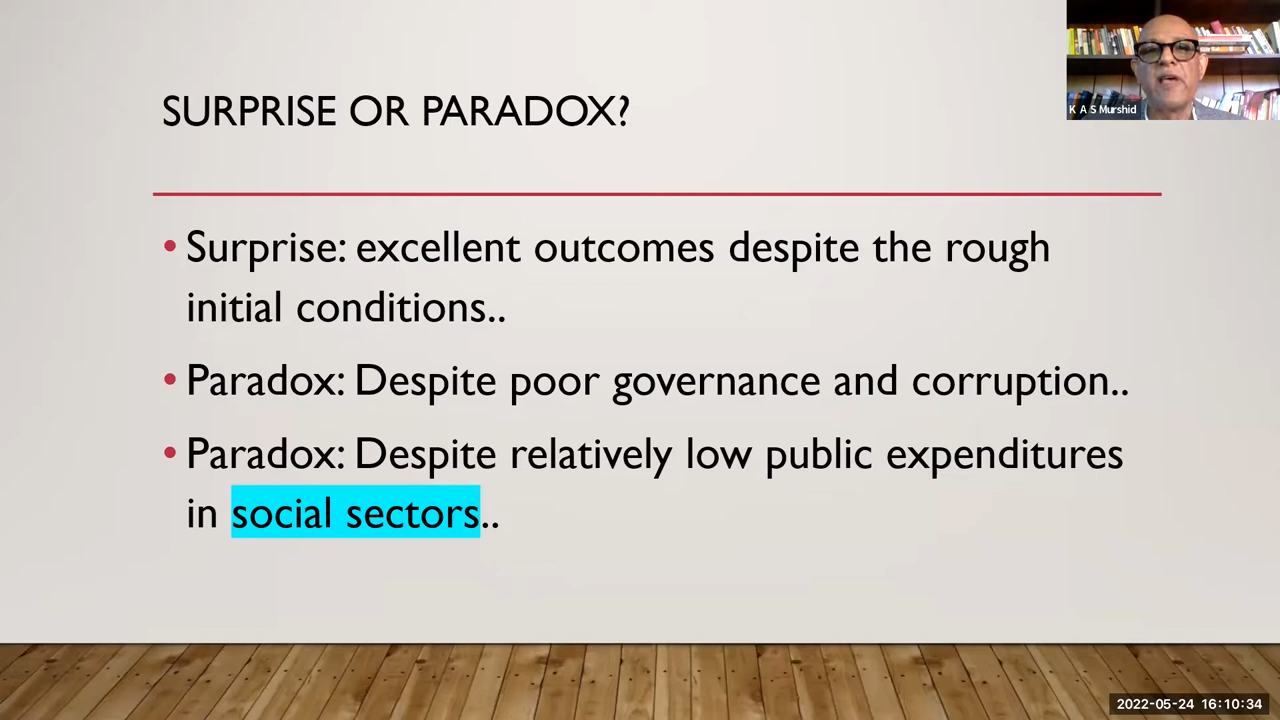 K A S Murshid
SURPRISE OR PARADOX?
• Surprise: excellent outcomes despite the rough
initial conditions..
• Paradox: Despite poor governance and corruption..
• Paradox: Despite relatively low public expenditures
in social sectors..
2022-05-24 16:10:34